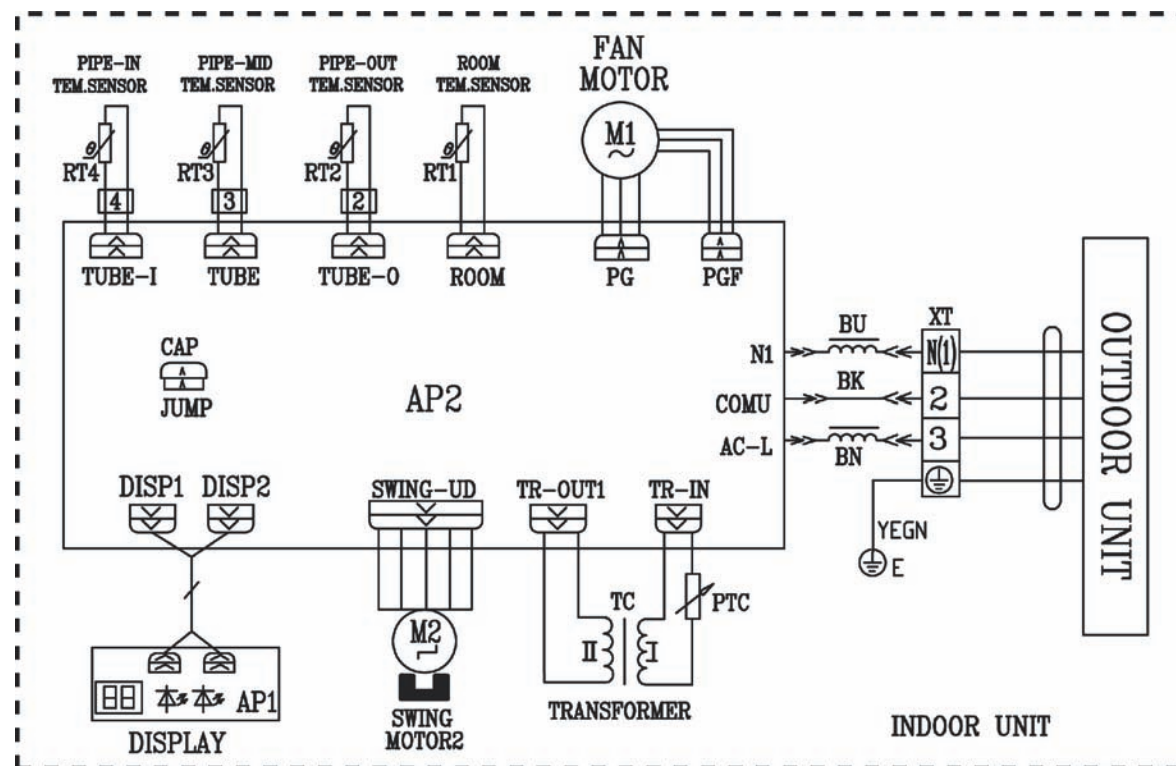 PIPE-IN
TEM.SENSOR
PIPE-MID
TEM.SENSOR
PIPE-OUT
TEM.SENSOR
ROOM
TEM.SENSOR
FAN
MOTOR
M1
θ
RT4
θ
RT3
θ
RT2
θ
RT1
4
3
2
TUBE-I
TUBE
TUBE-O
ROOM
PG
PGF
CAP
JUMP
AP2
N1
BU
XT
N(1)
COMU
BK
2
AC-L
BN
3
YEGN
E
OUTDOOR UNIT
DISP1
DISP2
SWING-UD
TR-OUT1
TR-IN
PTC
TC
II
I
M2
88
AP1
DISPLAY
SWING
MOTOR2
TRANSFORMER
INDOOR UNIT